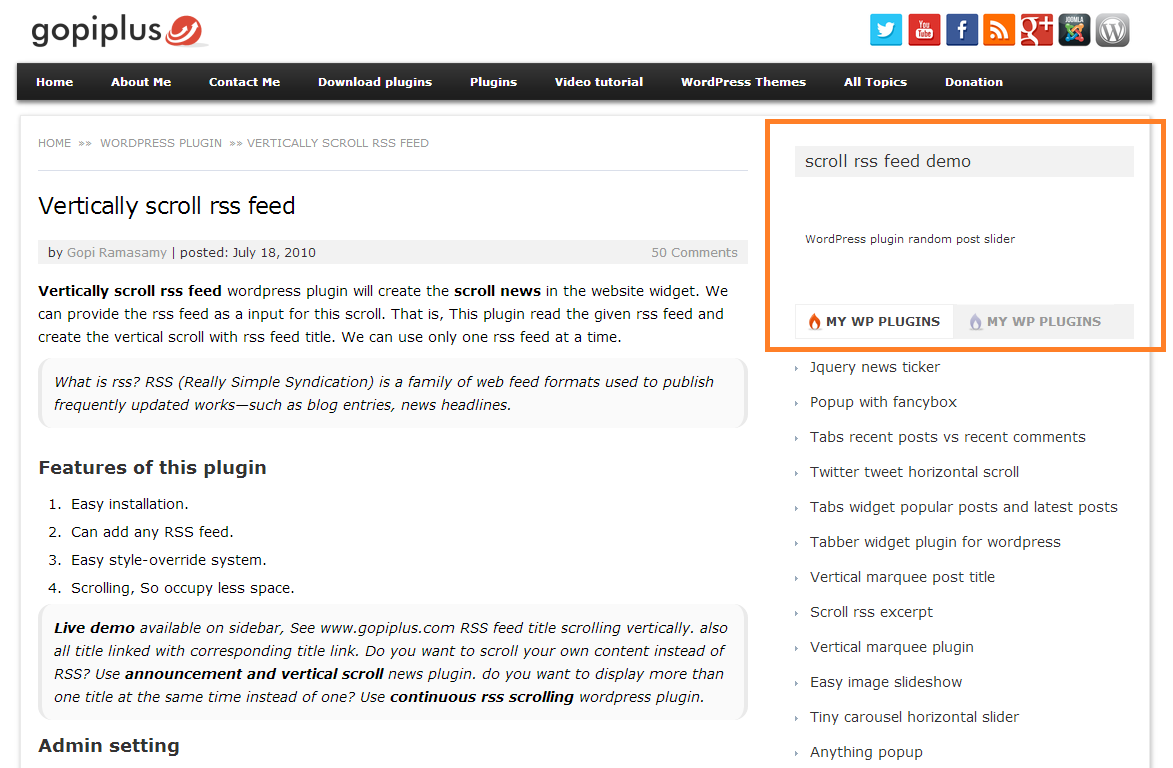 gopiplus
You
Tube
JOOMLA
Home About Me Contact Me Download plugins Plugins Video tutorial WordPress Themes All Topics Donation
HOME »» WORDPRESS PLUGIN »» VERTICALLY SCROLL RSS FEED
Vertically scroll rss feed
by Gopi Ramasamy | posted: July 18, 2010 50 Comments
Vertically scroll rss feed wordpress plugin will create the scroll news in the website widget. We
can provide the rss feed as a input for this scroll. That is, This plugin read the given rss feed and
create the vertical scroll with rss feed title. We can use only one rss feed at a time.
What is rss? RSS (Really Simple Syndication) is a family of web feed formats used to publish
frequently updated works—such as blog entries, news headlines.
Features of this plugin
1. Easy installation.
2. Can add any RSS feed.
3. Easy style-override system.
4. Scrolling, So occupy less space.
Live demo available on sidebar, See www.gopiplus.com RSS feed title scrolling vertically. also
all title linked with corresponding title link. Do you want to scroll your own content instead of
RSS? Use announcement and vertical scroll news plugin. do you want to display more than
one title at the same time instead of one? Use continuous rss scrolling wordpress plugin.
Admin setting
scroll rss feed demo
WordPress plugin random post slider
MY WP PLUGINS MY WP PLUGINS
Jquery news ticker
Popup with fancybox
Tabs recent posts vs recent comments
Twitter tweet horizontal scroll
Tabs widget popular posts and latest posts
Tabber widget plugin for wordpress
Vertical marquee post title
Scroll rss excerpt
Vertical marquee plugin
Easy image slideshow
Tiny carousel horizontal slider
Anything popup